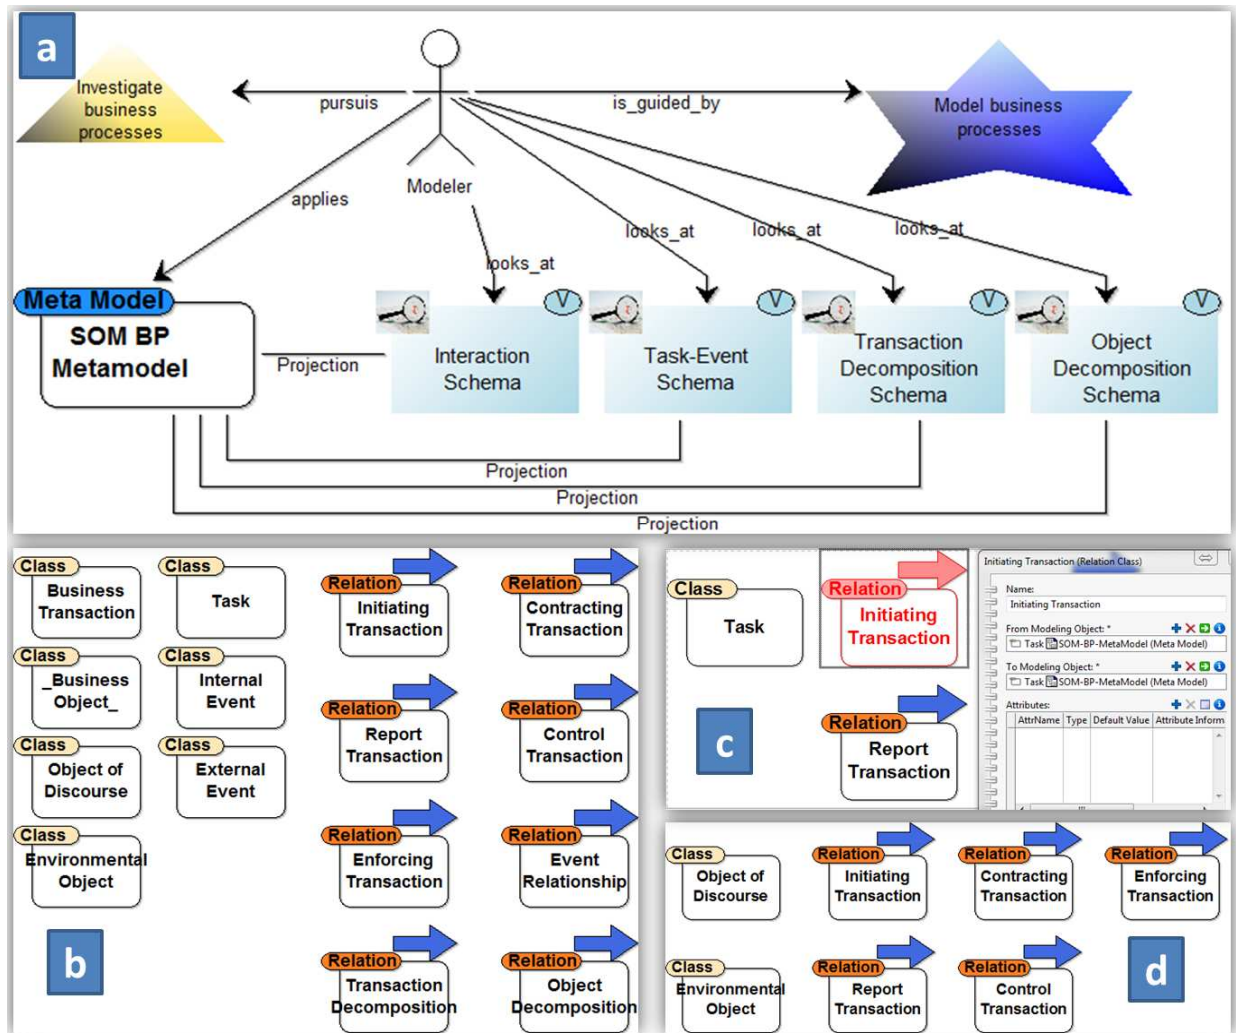 a
Investigate
business
processes
pursuis
is_guided_by
Model business
processes
Modeler
applies
looks_at
looks_at
looks_at
looks_at
Meta Model
SOM BP
Metamodel
Projection
V
Interaction
Schema
V
Task-Event
Schema
V
Transaction
Decomposition
Schema
V
Object
Decomposition
Schema
Projection
Projection
Projection
Class
Business
Transaction
Class
Task
Relation
Initiating
Transaction
Relation
Contracting
Transaction
Class
_Business
Object_
Class
Internal
Event
Relation
Report
Transaction
Relation
Control
Transaction
Class
Object of
Discourse
Class
External
Event
Relation
Enforcing
Transaction
Relation
Event
Relationship
Class
Environmental
Object
Relation
Transaction
Decomposition
Relation
Object
Decomposition
b
Class
Task
Relation
Initiating
Transaction
Relation
Report
Transaction
c
Initiating Transaction (Relation Class)
Name:
Initiating Transaction
From Modeling Object: *
Task SOM-BP-MetaModel (Meta Model)
To Modeling Object: *
Task SOM-BP-MetaModel (Meta Model)
Attributes:
AttrName Type Default Value Attribute Inform
Class
Object of
Discourse
Relation
Initiating
Transaction
Relation
Contracting
Transaction
Relation
Enforcing
Transaction
Class
Environmental
Object
Relation
Report
Transaction
Relation
Control
Transaction
d